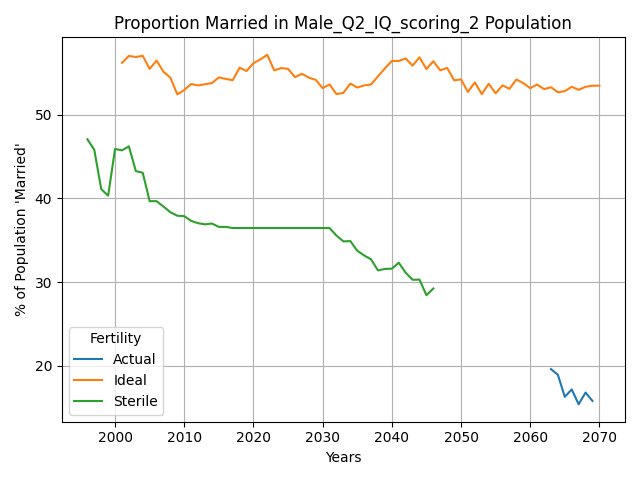 Proportion Married in Male_Q2_IQ_scoring_2 Population
% of Population 'Married'
50
40
30
20
Fertility
Actual
Ideal
Sterile
2000 2010 2020 2030 2040 2050 2060 2070
Years